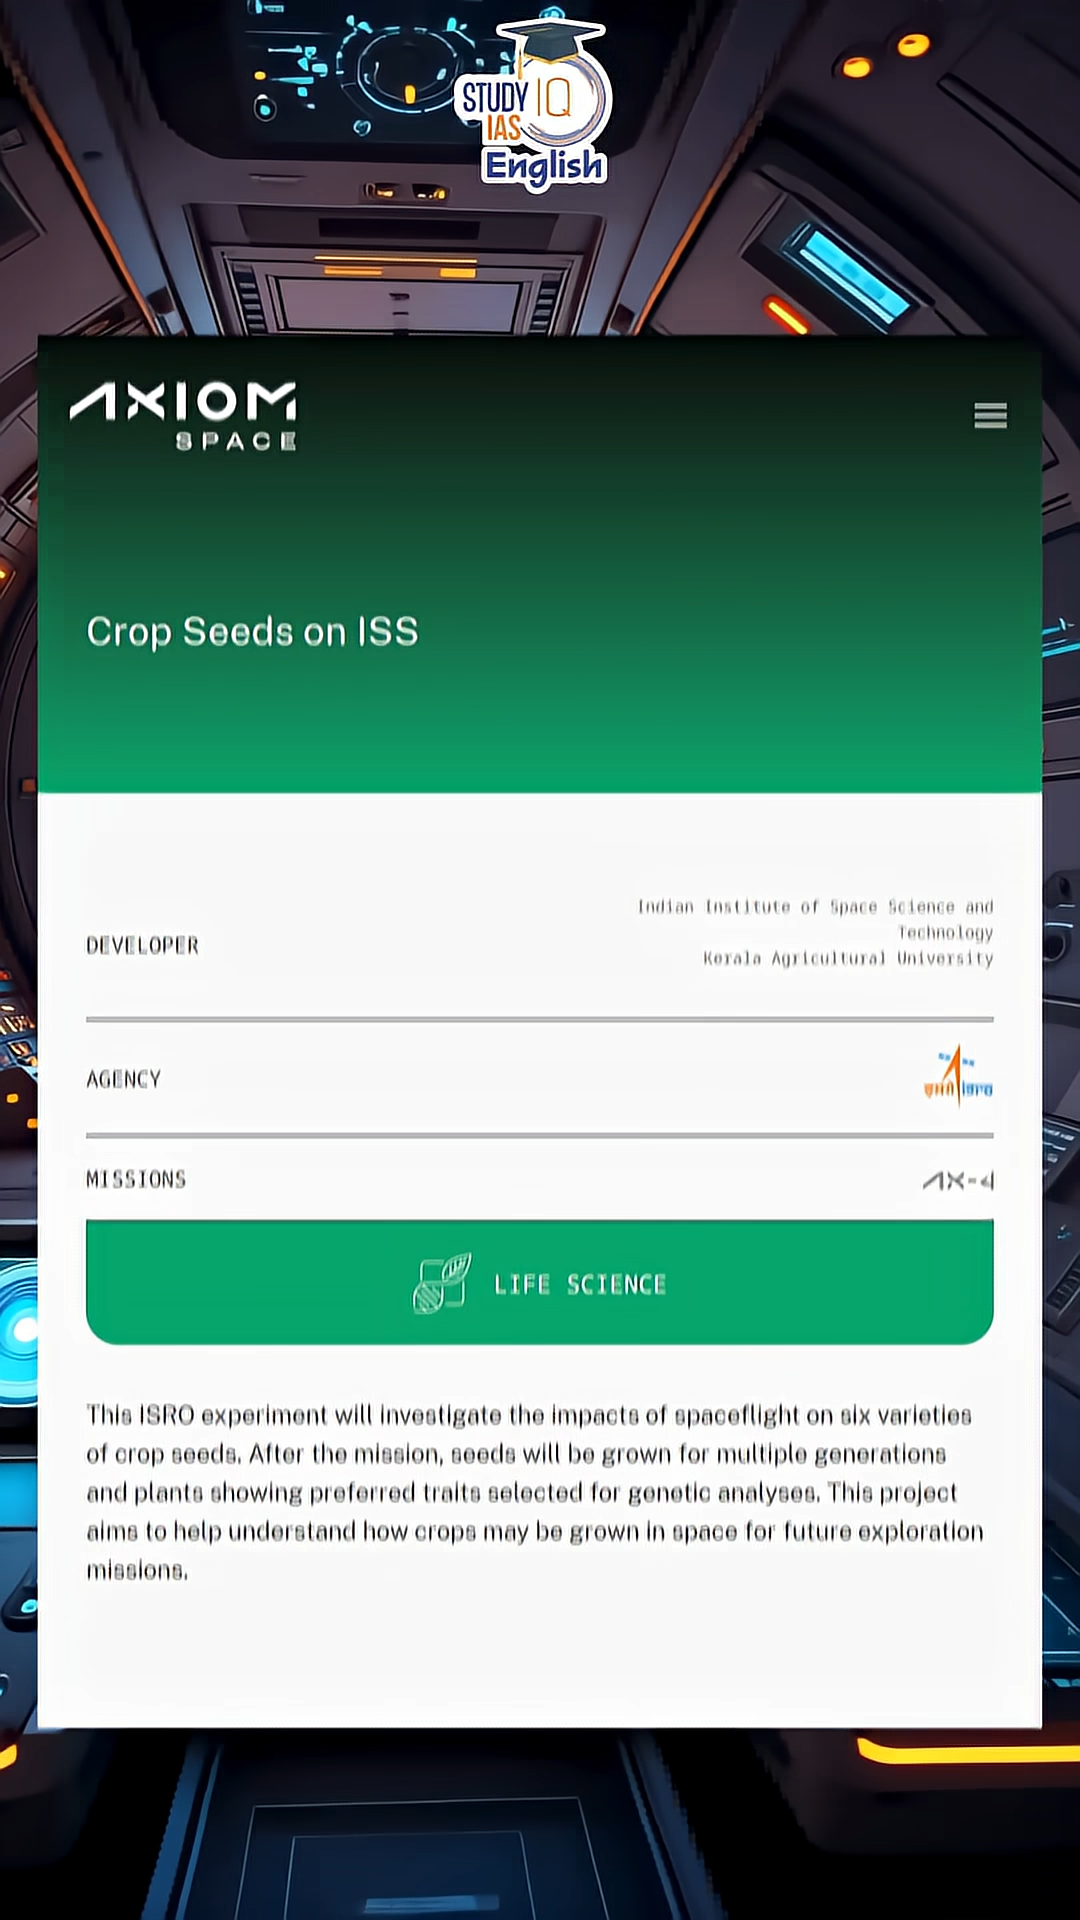 STUDY IQ
IAS
English
AXIOM
SPACE
Crop Seeds on ISS
Indian Institute of Space Science and
Technology
DEVELOPER
Kerala Agricultural University
AGENCY
इसरो isro
MISSIONS
AX-4
LIFE SCIENCE
This ISRO experiment will investigate the impacts of spaceflight on six varieties
of crop seeds. After the mission, seeds will be grown for multiple generations
and plants showing preferred traits selected for genetic analyses. This project
aims to help understand how crops may be grown in space for future exploration
missions.